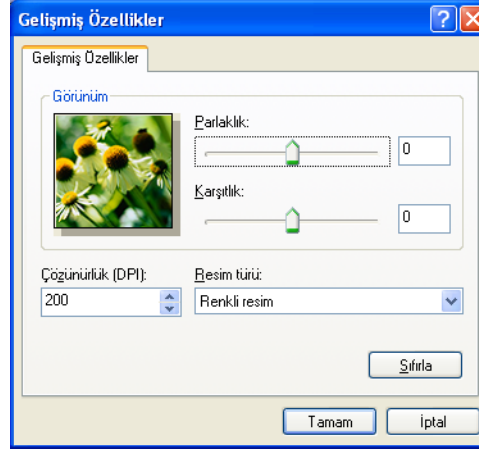 Gelişmiş Özellikler
Gelişmiş Özellikler
Görünüm
Parlaklık:
0
Karşıtlık:
0
Çözünürlük (DPI):
Resim türü:
200
Renkli resim
Sıfırla
Tamam
İptal